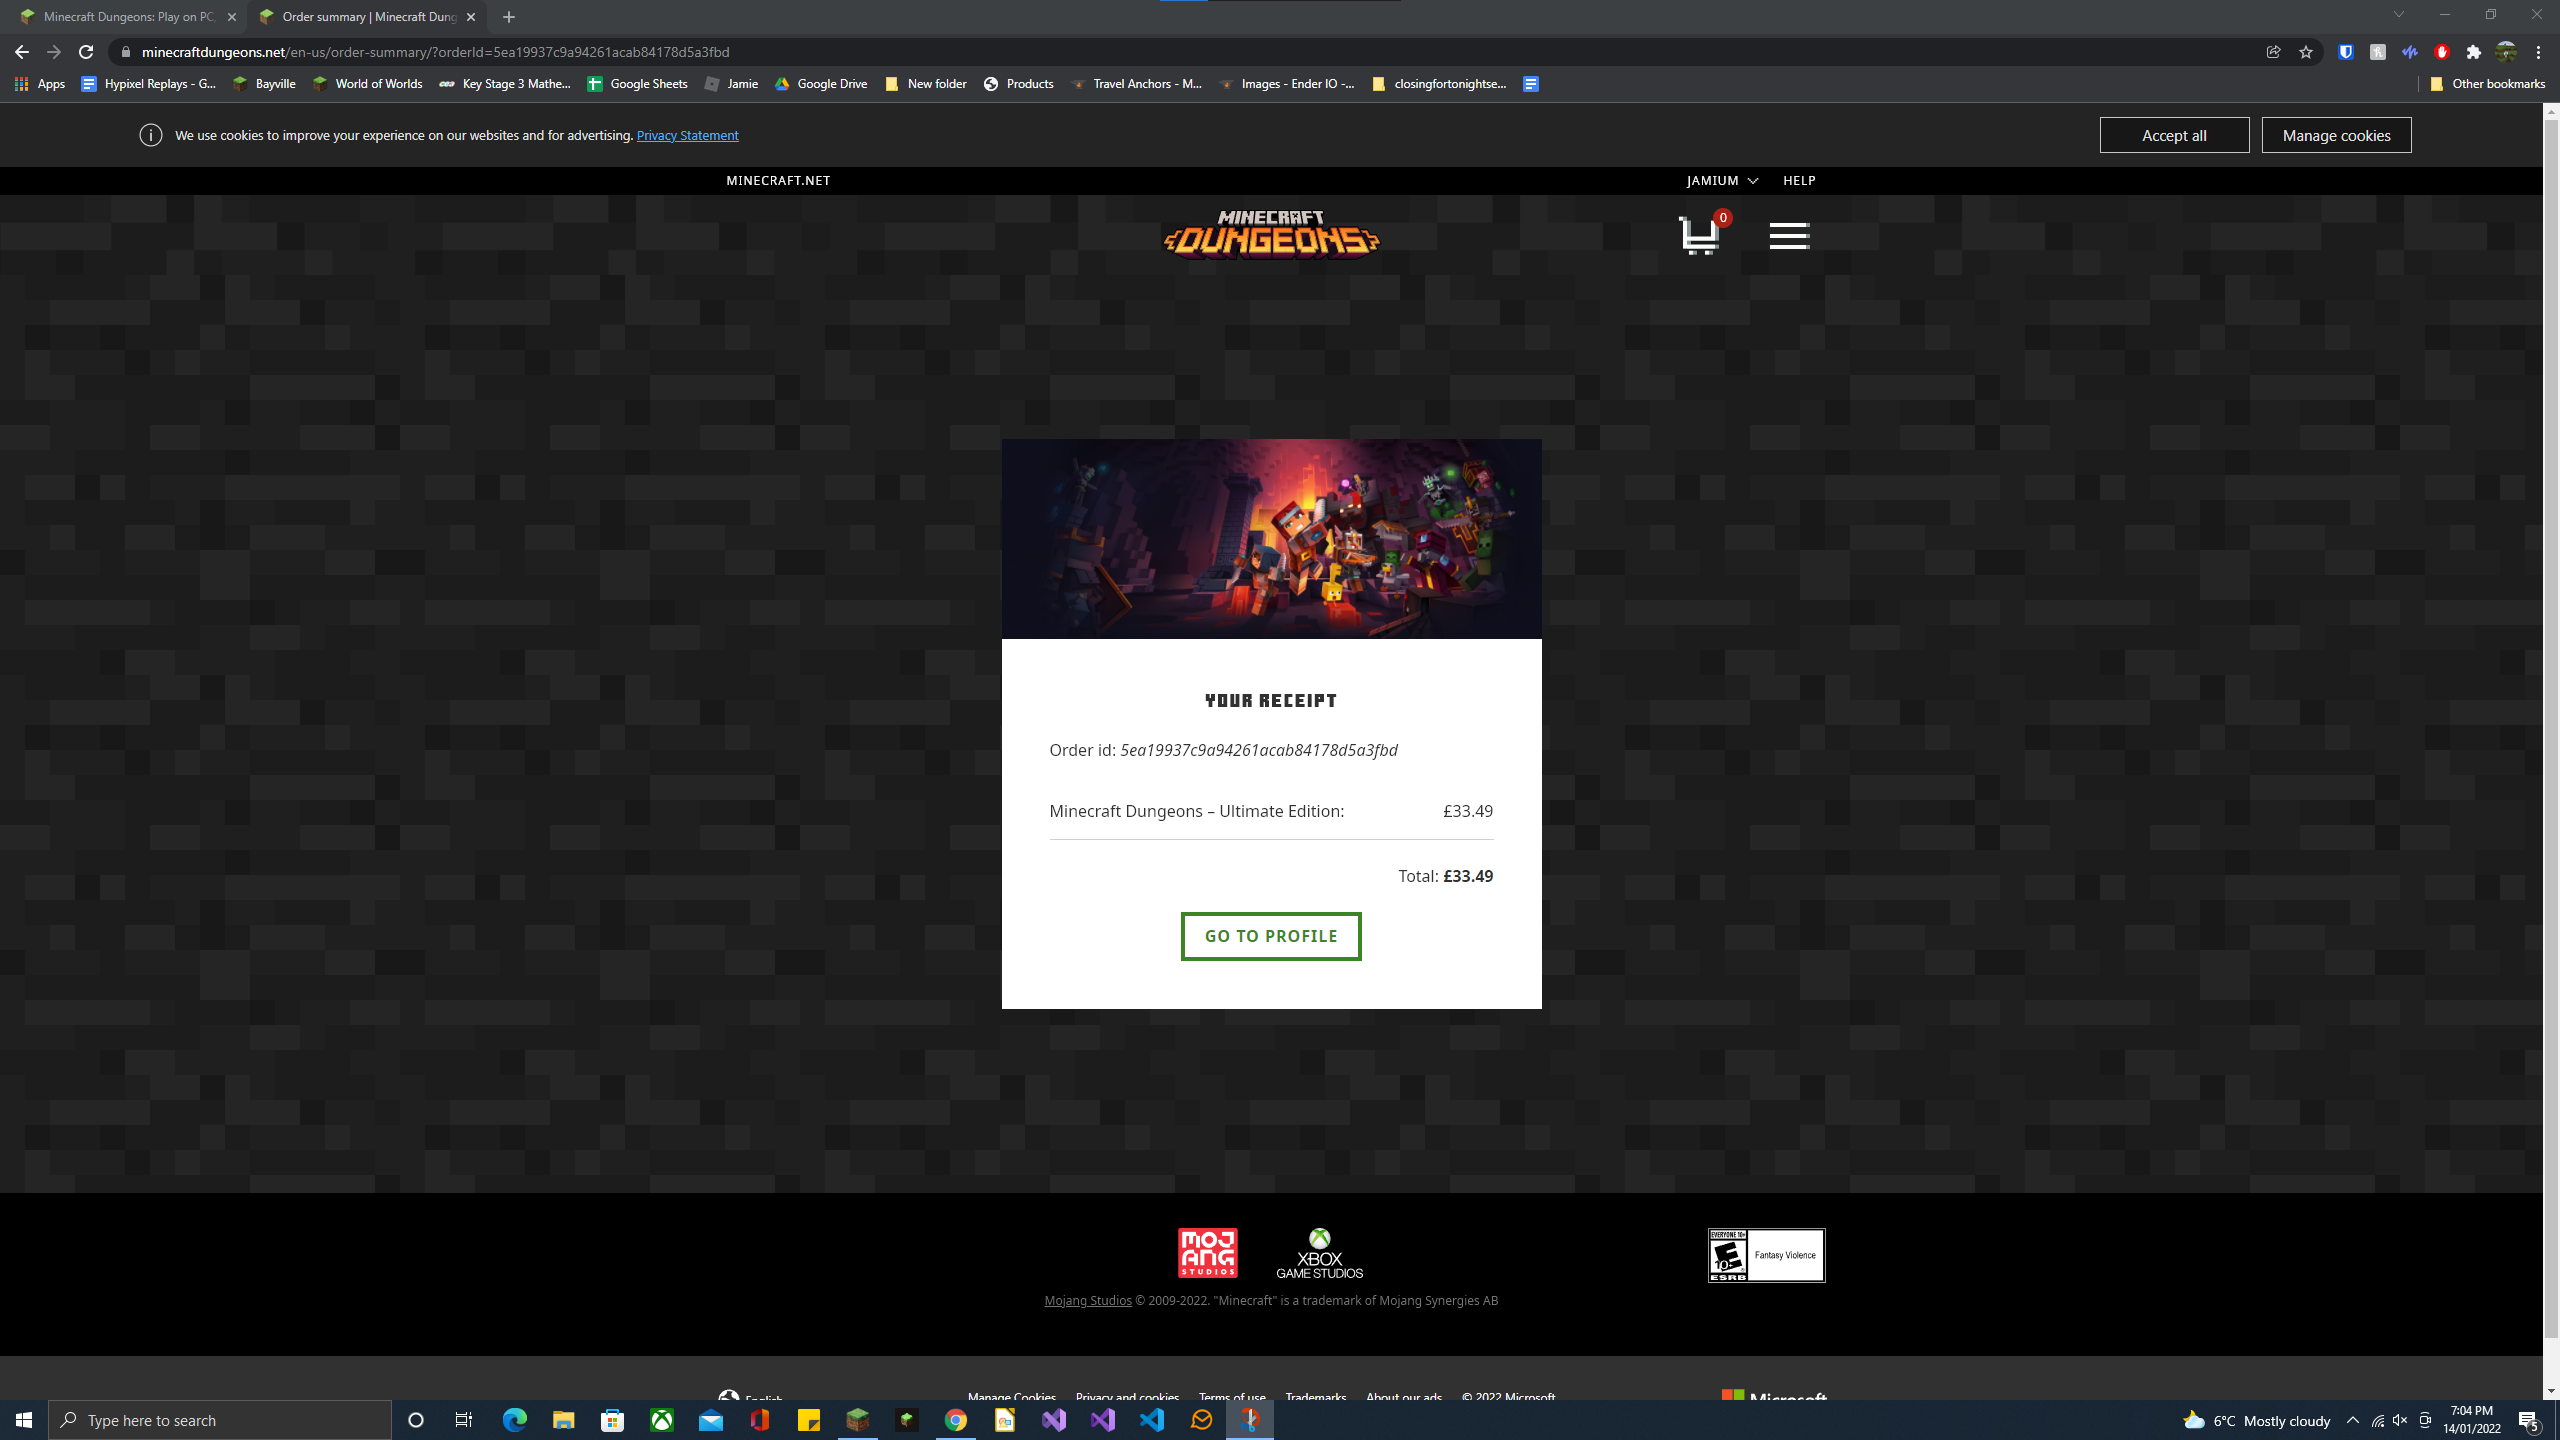 Minecraft Dungeons: Play on PC,
Order summary | Minecraft Dung
minecraftdungeons.net/en-us/order-summary/?orderId=5ea19937c9a94261acab84178d5a3fbd
Apps
Hypixel Replays - G...
Bayville
World of Worlds
Key Stage 3 Mathe...
Google Sheets
Jamie
Google Drive
New folder
Products
Travel Anchors - M...
Images - Ender IO -...
closingfortonightse...
Other bookmarks
We use cookies to improve your experience on our websites and for advertising. Privacy Statement
Accept all
Manage cookies
MINECRAFT.NET
JAMIUM
HELP
MINECRAFT
DUNGEONS
0
YOUR RECEIPT
Order id: 5ea19937c9a94261acab84178d5a3fbd
Minecraft Dungeons – Ultimate Edition: £33.49
Total: £33.49
GO TO PROFILE
MOJANG
STUDIOS
XBOX
GAME STUDIOS
EVERYONE 10+
E
10+
ESRB
Fantasy Violence
Mojang Studios © 2009-2022. "Minecraft" is a trademark of Mojang Synergies AB
English
Manage Cookies
Privacy and cookies
Terms of use
Trademarks
About our ads
© 2022 Microsoft
Microsoft
Type here to search
6°C Mostly cloudy
7:04 PM
14/01/2022
5